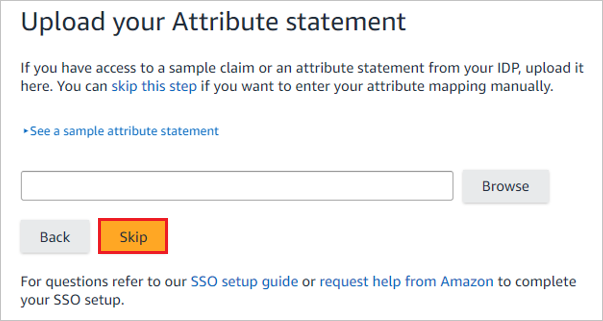 Upload your Attribute statement
If you have access to a sample claim or an attribute statement from your IDP, upload it
here. You can skip this step if you want to enter your attribute mapping manually.
▸See a sample attribute statement
Browse
Back Skip
For questions refer to our SSO setup guide or request help from Amazon to complete
your SSO setup.